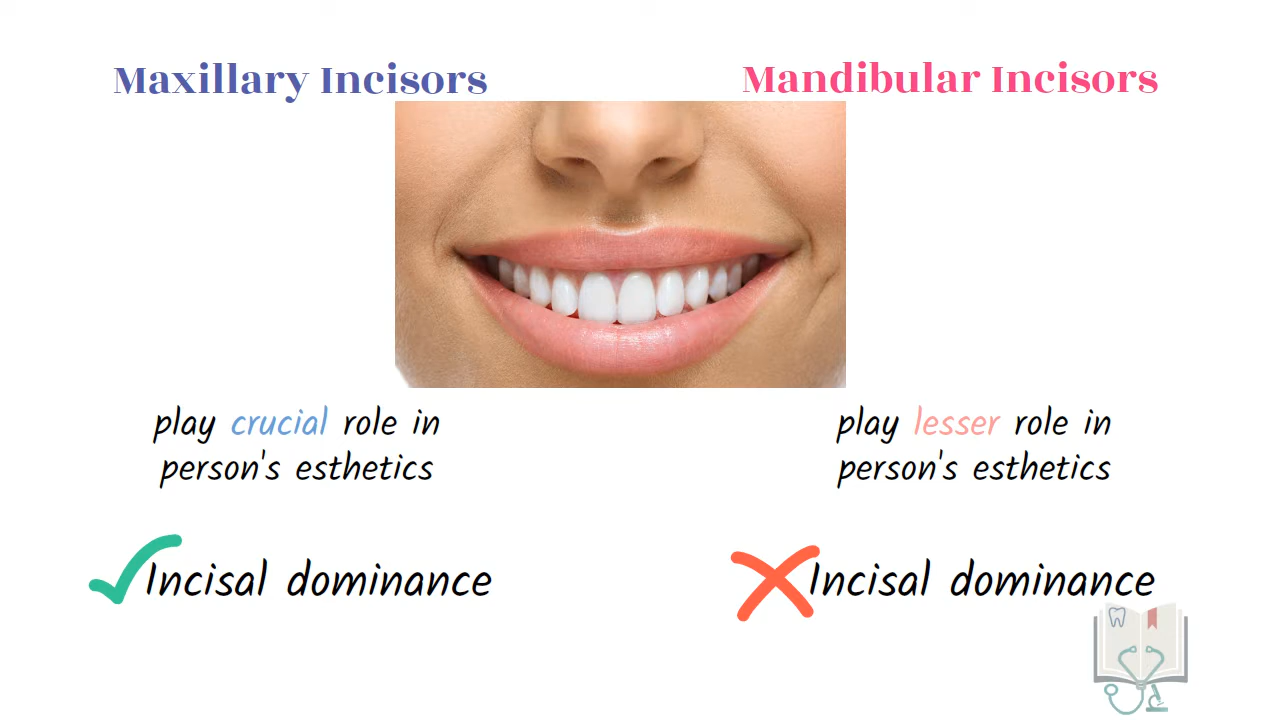 Maxillary Incisors
Mandibular Incisors
play crucial role in
person's esthetics
play lesser role in
person's esthetics
Incisal dominance
Incisal dominance